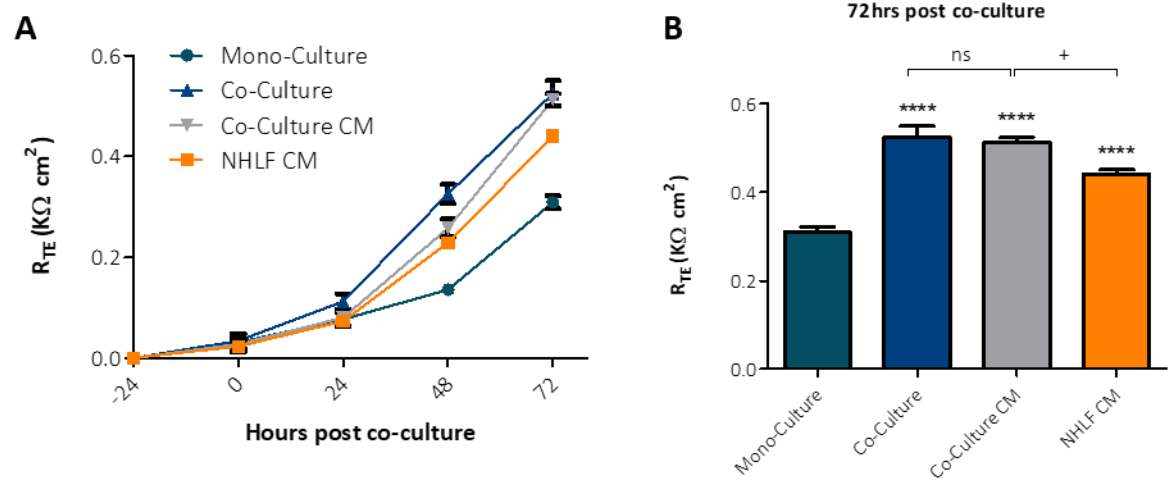 A
Mono-Culture
Co-Culture
Co-Culture CM
NHLF CM
R_TE (KΩ cm²)
0.6
0.4
0.2
0.0
-24
0
24
48
72
Hours post co-culture
72hrs post co-culture
B
ns
+
****
****
****
R_TE (KΩ cm²)
0.6
0.4
0.2
0.0
Mono-Culture
Co-Culture
Co-Culture CM
NHLF CM